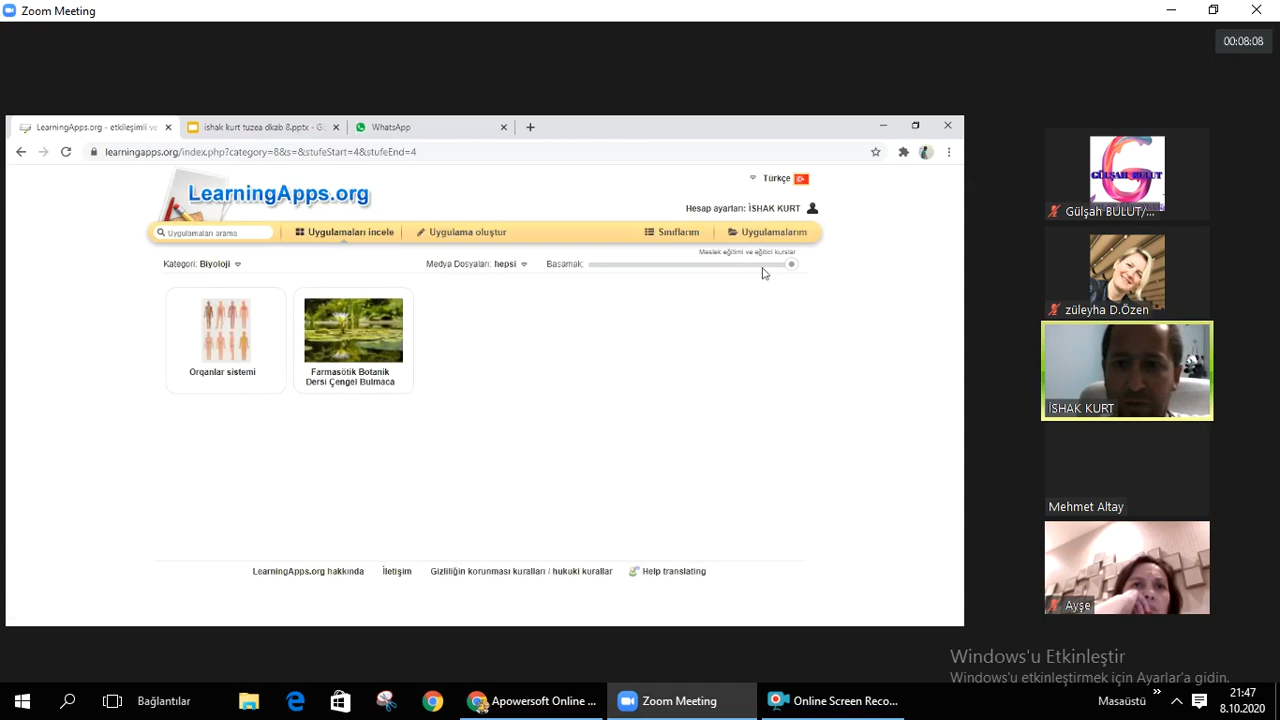 Zoom Meeting
00:08:08
LearningApps.org - etkileşimli ve
ishak kurt tuzea dkab 8.pptx - Go
WhatsApp
learningapps.org/index.php?category=8&s=&stufeStart=4&stufeEnd=4
LearningApps.org
Türkçe
Hesap ayarları: İSHAK KURT
Uygulamaları arama
Uygulamaları incele
Uygulama oluştur
Sınıflarım
Uygulamalarım
Meslek eğitimi ve eğitici kurslar
Kategori: Biyoloji
Medya Dosyaları: hepsi
Basamak:
Orqanlar sistemi
Farmasötik Botanik
Dersi Çengel Bulmaca
LearningApps.org hakkında
İletişim
Gizliliğin korunması kuralları / hukuki kurallar
Help translating
GÜLŞAH BULUT
Gülşah BULUT/...
züleyha D.Özen
İSHAK KURT
Mehmet Altay
Ayşe
Windows'u Etkinleştir
Windows'u etkinleştirmek için Ayarlar'a gidin.
Bağlantılar
Apowersoft Online ...
Zoom Meeting
Online Screen Reco...
Masaüstü
21:47
8.10.2020